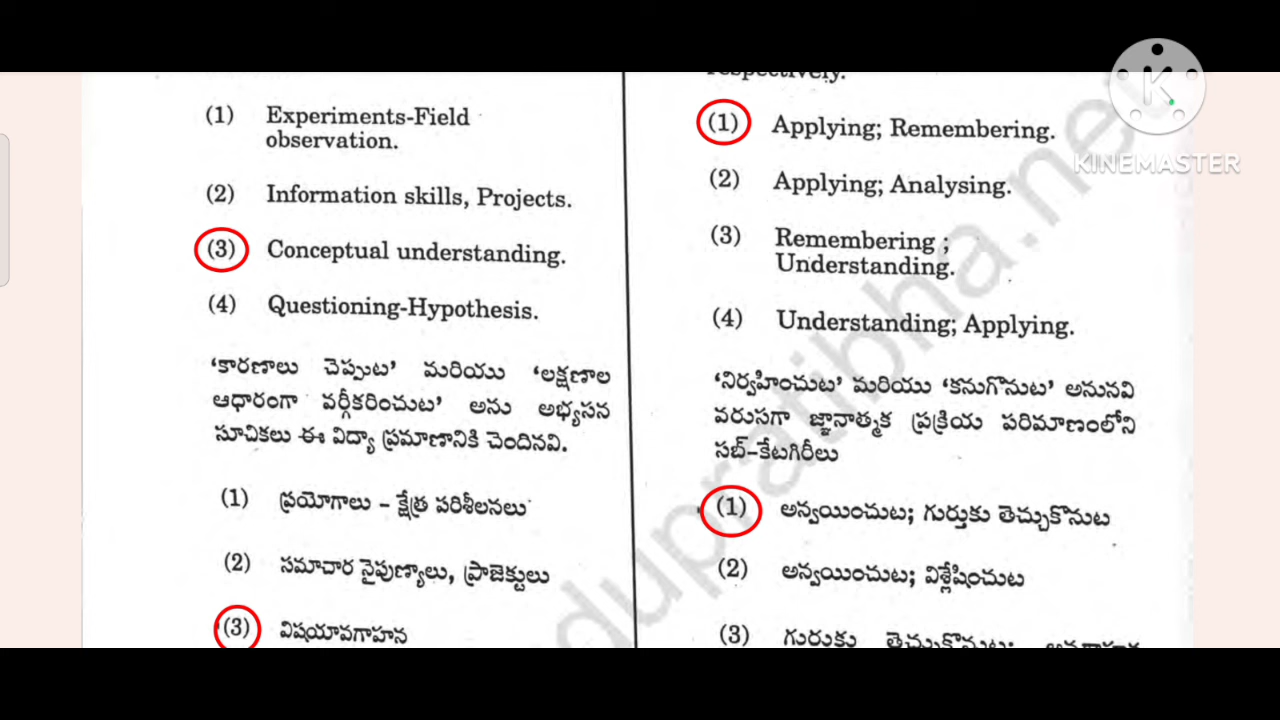 (1) Experiments-Field
observation.
(2) Information skills, Projects.
(3) Conceptual understanding.
(4) Questioning-Hypothesis.
'కారణాలు చెప్పుట' మరియు 'లక్షణాల
ఆధారంగా వర్గీకరించుట' అను అభ్యసన
సూచికలు ఈ విద్యా ప్రమాణానికి చెందినవి.
(1) ప్రయోగాలు - క్షేత్ర పరిశీలనలు
(2) సమాచార నైపుణ్యాలు, ప్రాజెక్టులు
(3) విషయావగాహన
respectively.
(1) Applying; Remembering.
(2) Applying; Analysing.
(3) Remembering ;
Understanding.
(4) Understanding; Applying.
'నిర్వహించుట' మరియు 'కనుగొనుట' అనునవి
వరుసగా జ్ఞానాత్మక ప్రక్రియ పరిమాణంలోని
సబ్-కేటగిరీలు
(1) అన్వయించుట; గుర్తుకు తెచ్చుకొనుట
(2) అన్వయించుట; విశ్లేషించుట
(3) గుర్తుకు తెచ్చుకొనుట;
K
KINEMASTER
dupratibha.net